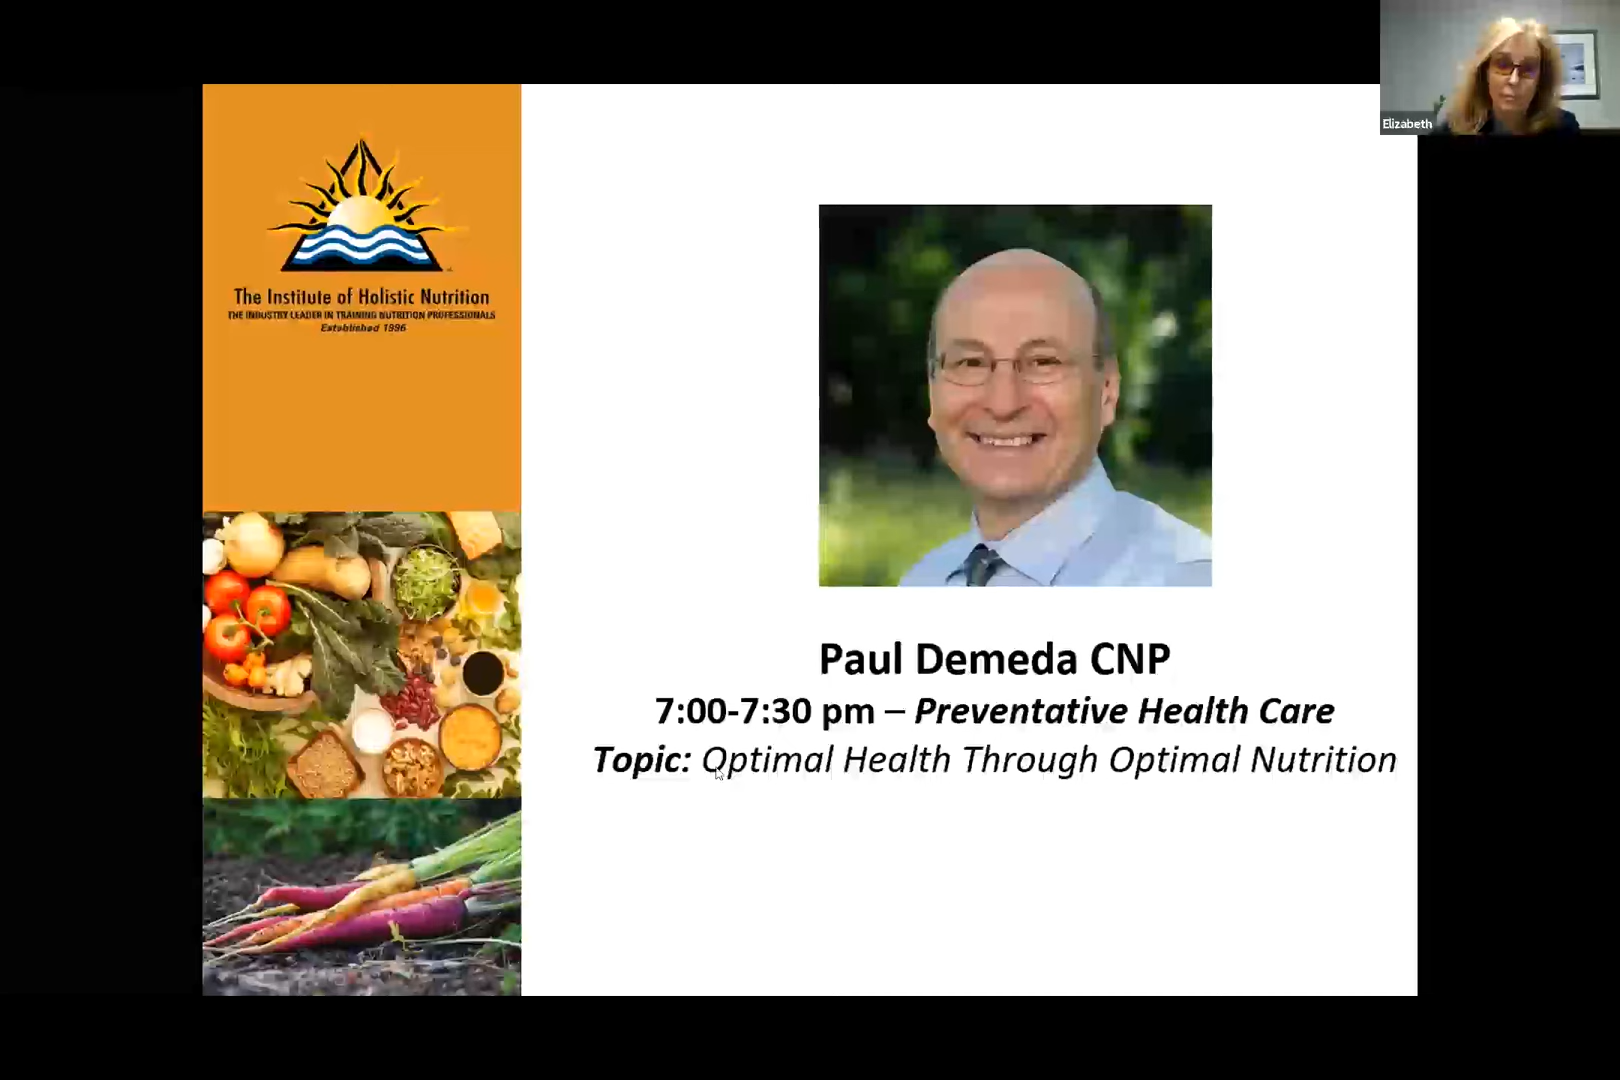 Elizabeth
The Institute of Holistic Nutrition
THE INDUSTRY LEADER IN TRAINING NUTRITION PROFESSIONALS
Established 1996
Paul Demeda CNP
7:00-7:30 pm – Preventative Health Care
Topic: Optimal Health Through Optimal Nutrition